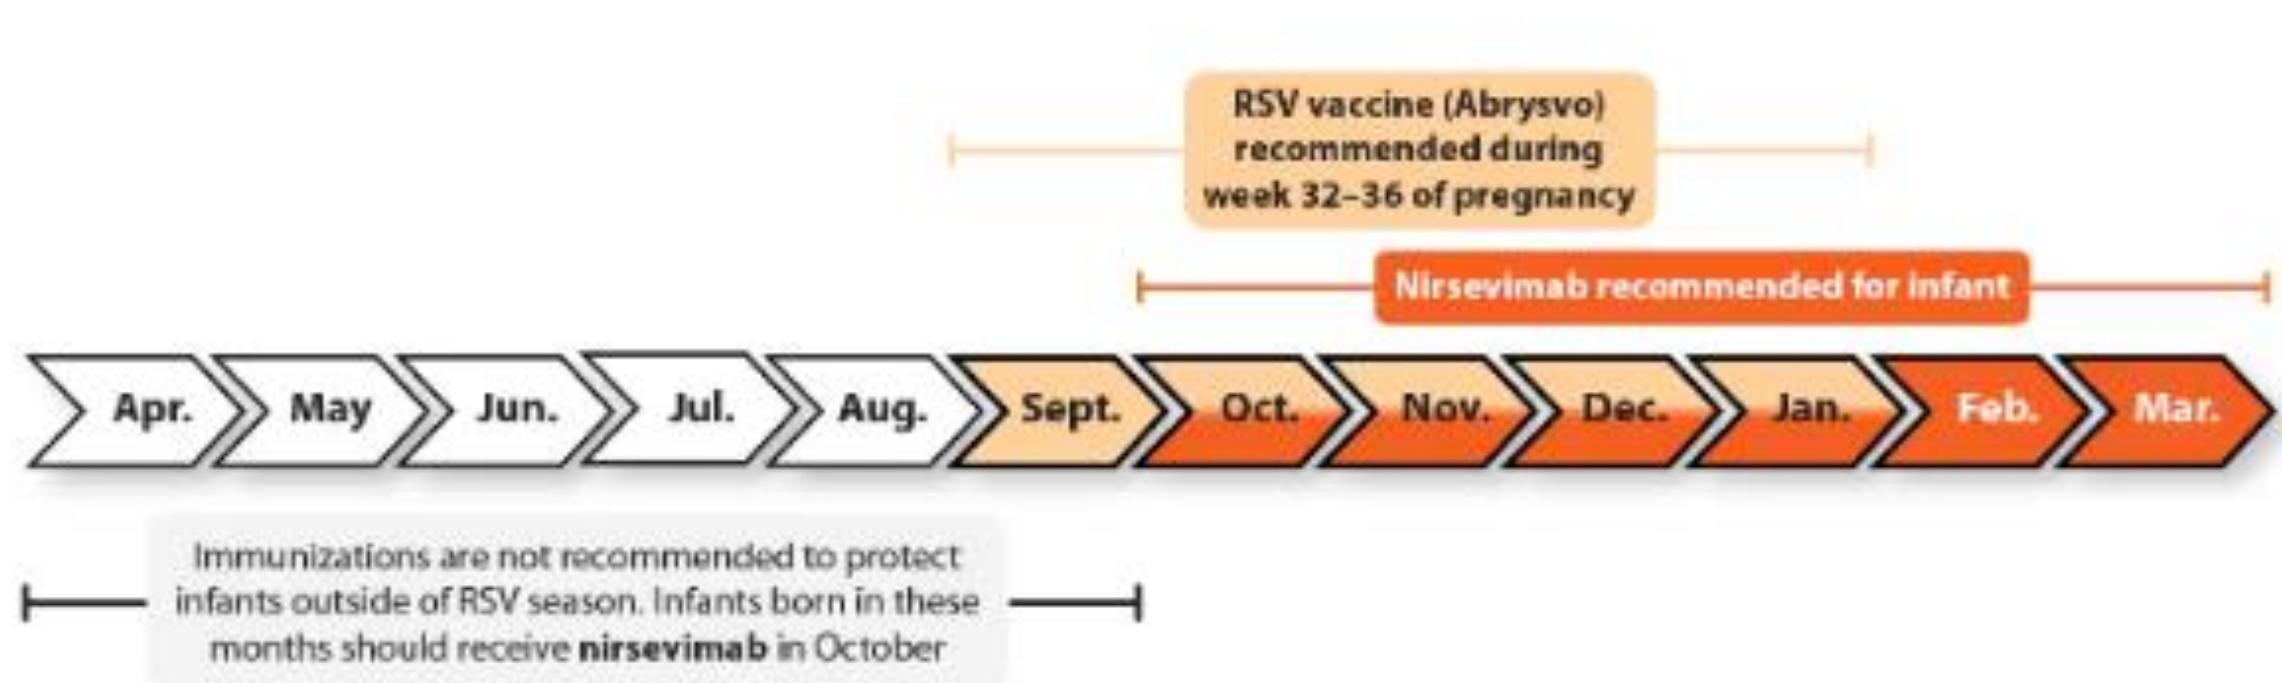 RSV vaccine (Abrysvo)
recommended during
week 32–36 of pregnancy
Nirsevimab recommended for infant
Apr. May Jun. Jul. Aug. Sept. Oct. Nov. Dec. Jan. Feb. Mar.
Immunizations are not recommended to protect
infants outside of RSV season. Infants born in these
months should receive nirsevimab in October